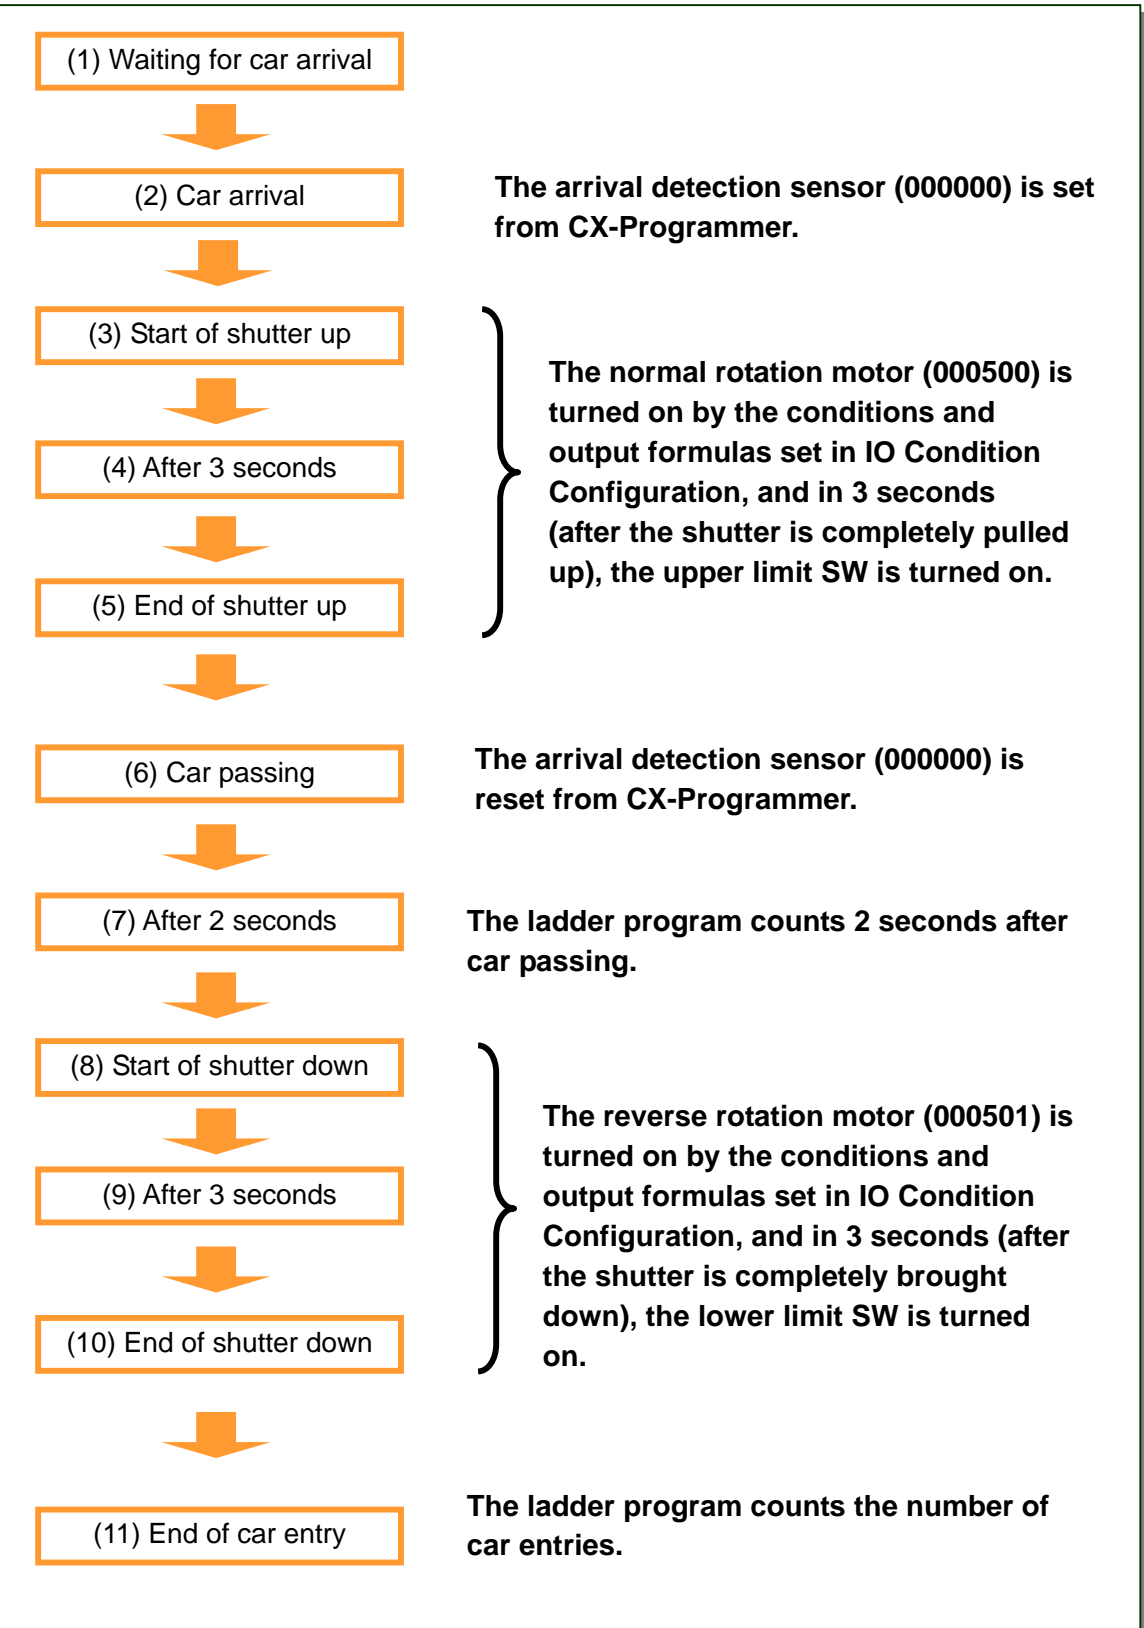 (1) Waiting for car arrival
(2) Car arrival
The arrival detection sensor (000000) is set
from CX-Programmer.
(3) Start of shutter up
(4) After 3 seconds
(5) End of shutter up
The normal rotation motor (000500) is
turned on by the conditions and
output formulas set in IO Condition
Configuration, and in 3 seconds
(after the shutter is completely pulled
up), the upper limit SW is turned on.
(6) Car passing
The arrival detection sensor (000000) is
reset from CX-Programmer.
(7) After 2 seconds
The ladder program counts 2 seconds after
car passing.
(8) Start of shutter down
(9) After 3 seconds
(10) End of shutter down
The reverse rotation motor (000501) is
turned on by the conditions and
output formulas set in IO Condition
Configuration, and in 3 seconds (after
the shutter is completely brought
down), the lower limit SW is turned
on.
(11) End of car entry
The ladder program counts the number of
car entries.